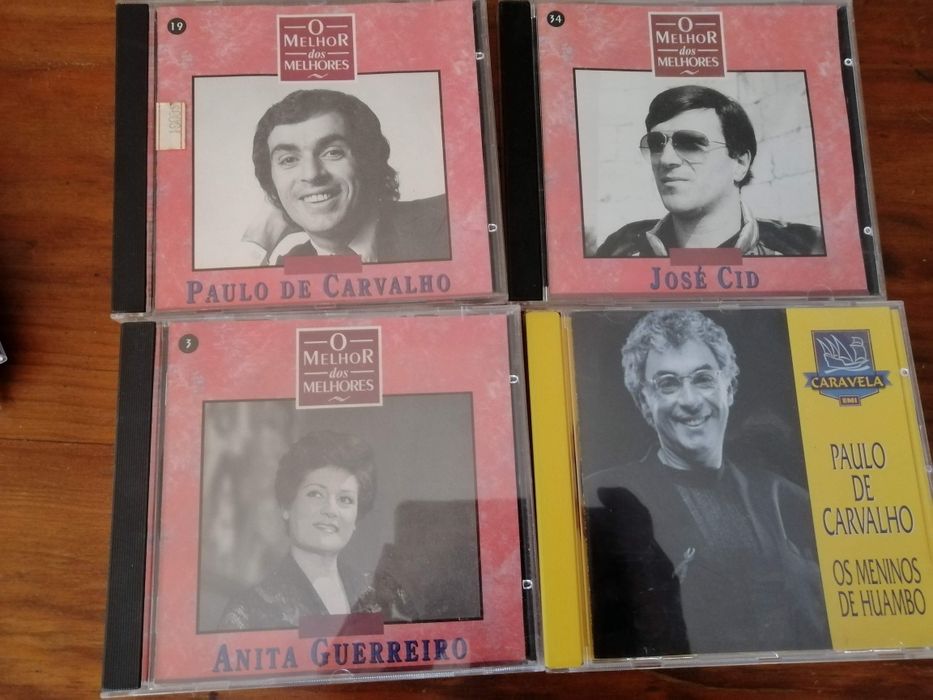 19
O
MELHOR
dos
MELHORES
PAULO DE CARVALHO
34
O
MELHOR
dos
MELHORES
JOSÉ CID
3
O
MELHOR
dos
MELHORES
ANITA GUERREIRO
CARAVELA
EMI
PAULO
DE
CARVALHO
OS MENINOS
DE HUAMBO